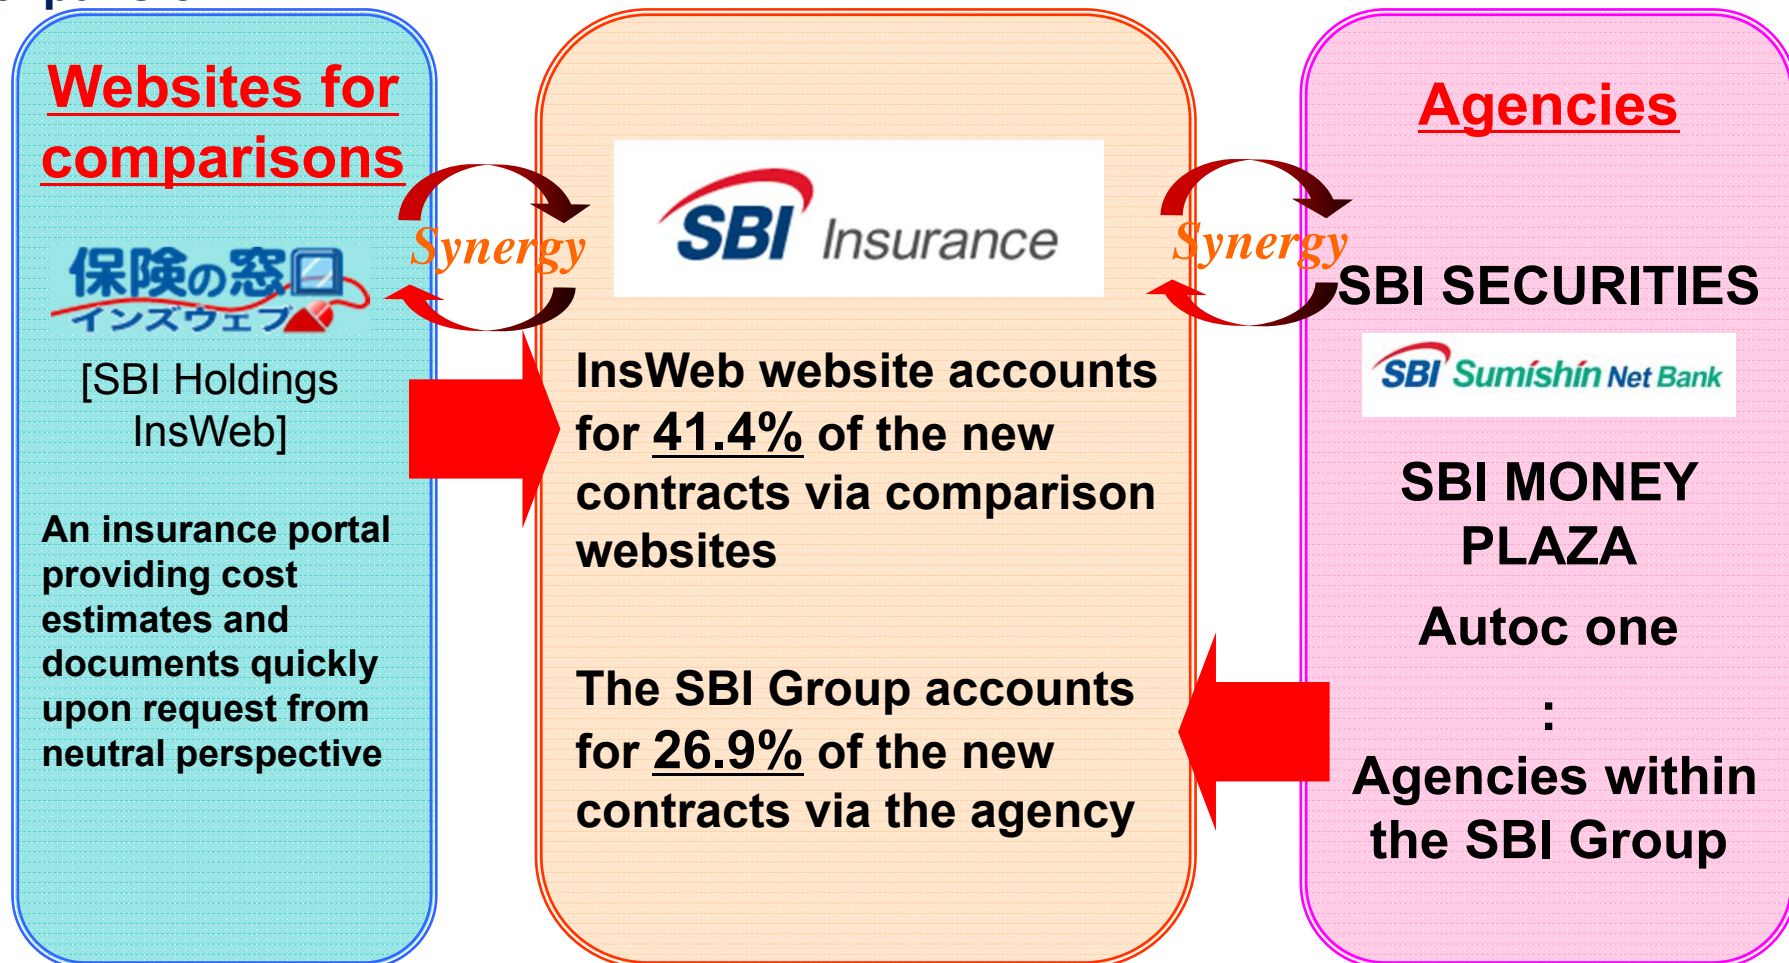 Websites for
comparisons
保険の窓口
インズウェブ
[SBI Holdings
InsWeb]
An insurance portal
providing cost
estimates and
documents quickly
upon request from
neutral perspective
Synergy
SBI Insurance
InsWeb website accounts
for 41.4% of the new
contracts via comparison
websites
The SBI Group accounts
for 26.9% of the new
contracts via the agency
Synergy
Agencies
SBI SECURITIES
SBI Sumishin Net Bank
SBI MONEY
PLAZA
Autoc one
:
Agencies within
the SBI Group